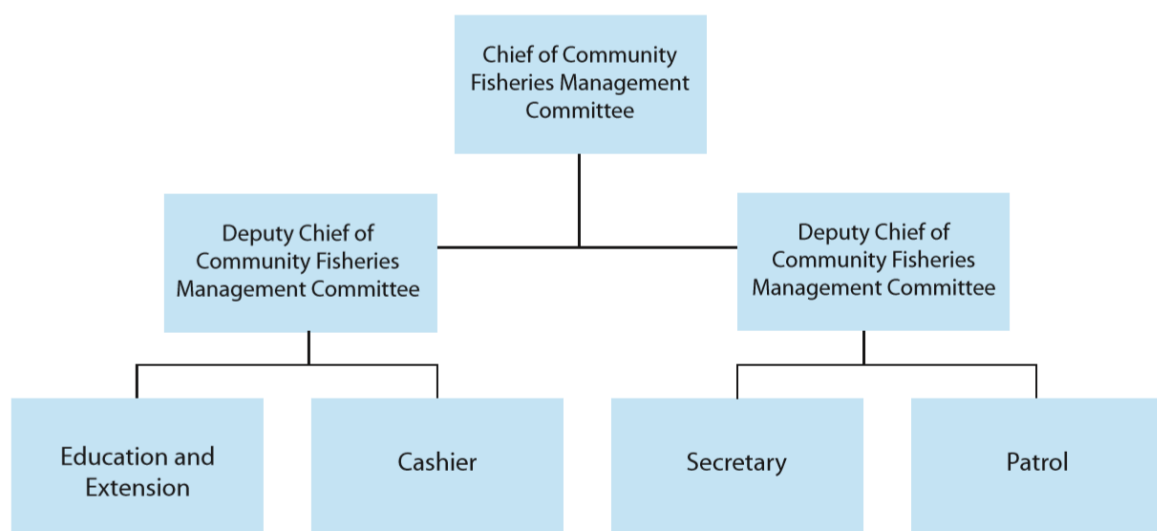 Chief of Community
Fisheries Management
Committee
Deputy Chief of
Community Fisheries
Management Committee
Deputy Chief of
Community Fisheries
Management Committee
Education and
Extension
Cashier
Secretary
Patrol